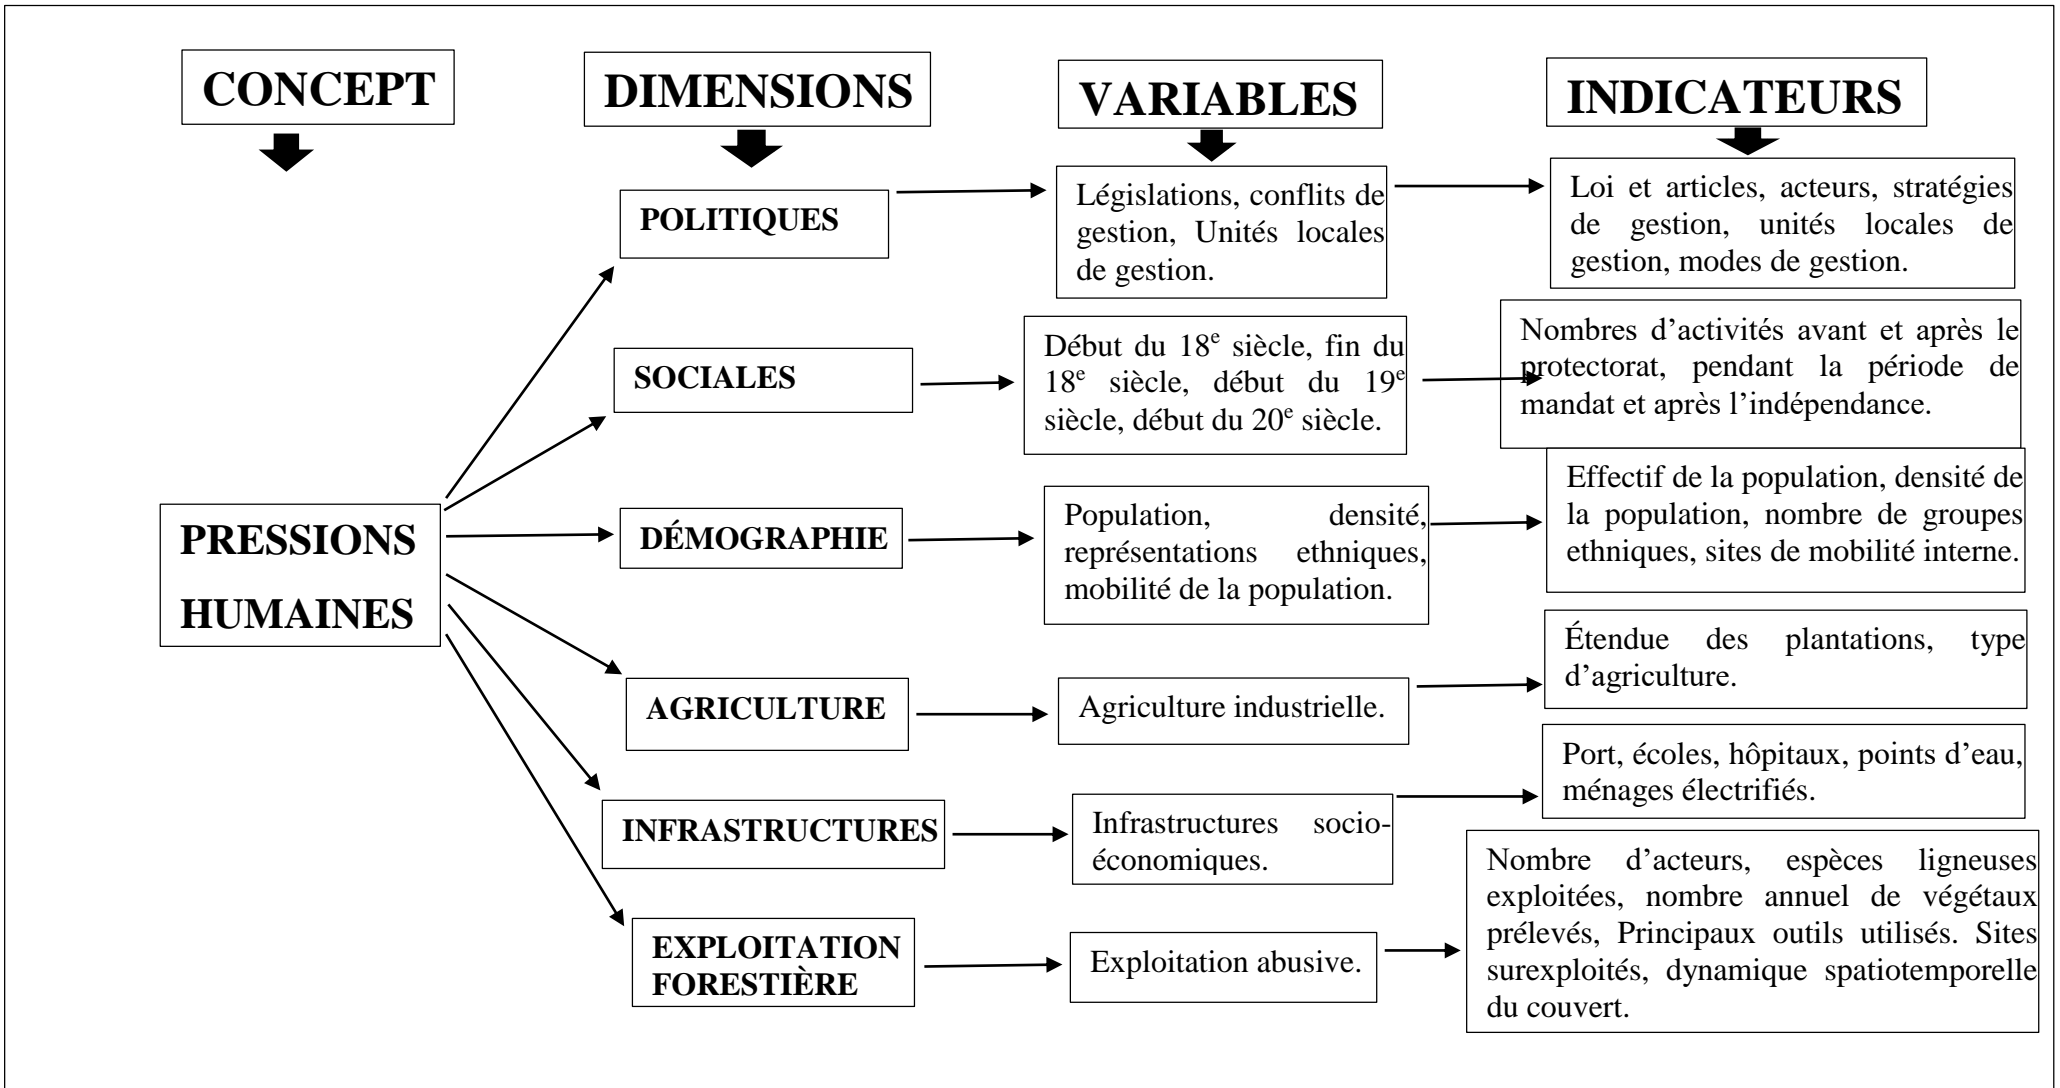 CONCEPT
DIMENSIONS
VARIABLES
INDICATEURS
PRESSIONS
HUMAINES
POLITIQUES
Législations, conflits de
gestion, Unités locales
de gestion.
Loi et articles, acteurs, stratégies
de gestion, unités locales de
gestion, modes de gestion.
SOCIALES
Début du 18e siècle, fin du
18e siècle, début du 19e
siècle, début du 20e siècle.
Nombres d’activités avant et après le
protectorat, pendant la période de
mandat et après l’indépendance.
DÉMOGRAPHIE
Population, densité,
représentations ethniques,
mobilité de la population.
Effectif de la population, densité de
la population, nombre de groupes
ethniques, sites de mobilité interne.
AGRICULTURE
Agriculture industrielle.
Étendue des plantations, type
d’agriculture.
INFRASTRUCTURES
Infrastructures socio-
économiques.
Port, écoles, hôpitaux, points d’eau,
ménages électrifiés.
EXPLOITATION
FORESTIÈRE
Exploitation abusive.
Nombre d’acteurs, espèces ligneuses
exploitées, nombre annuel de végétaux
prélevés, Principaux outils utilisés. Sites
surexploités, dynamique spatiotemporelle
du couvert.